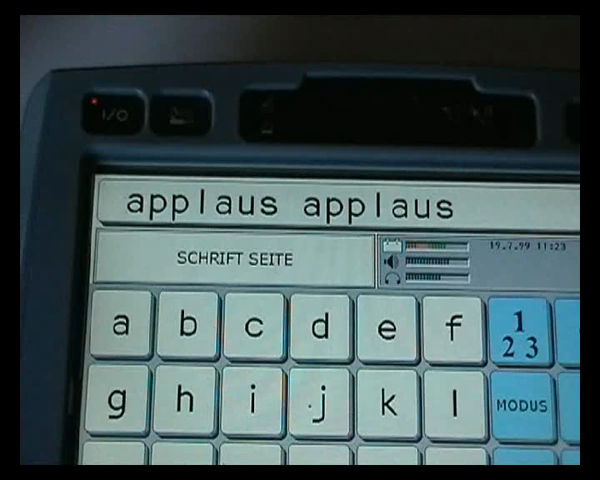 I/O
applaus applaus
SCHRIFT SEITE
19.7.99 11:23
a b c d e f 1 2 3
g h i j k l MODUS